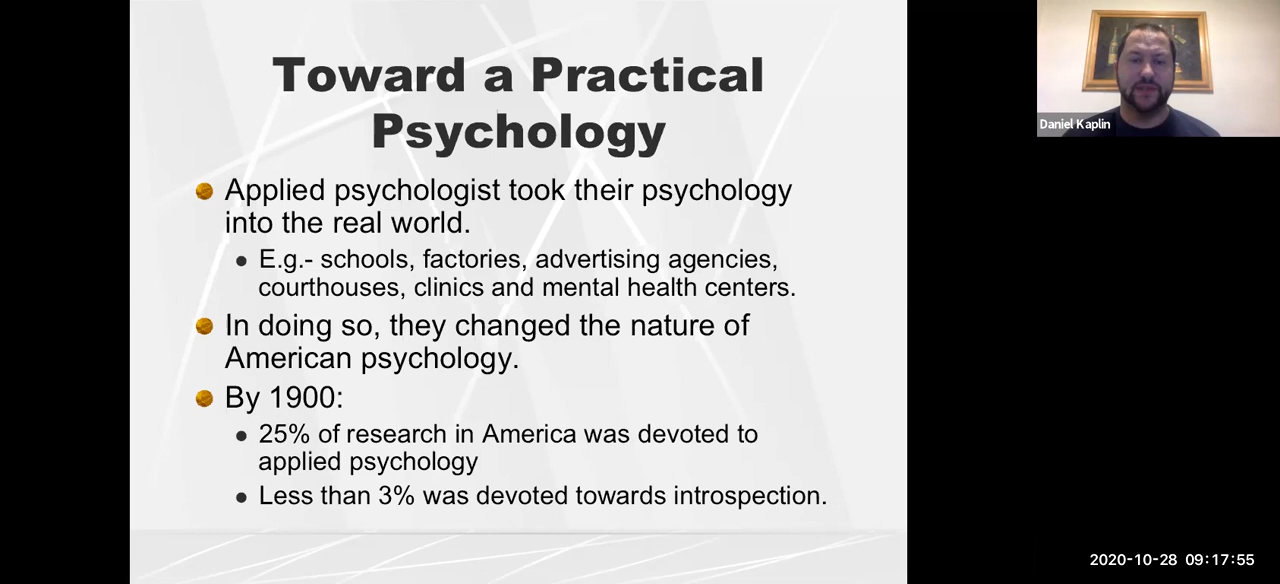 Toward a Practical
Psychology
Applied psychologist took their psychology
into the real world.
E.g.- schools, factories, advertising agencies,
courthouses, clinics and mental health centers.
In doing so, they changed the nature of
American psychology.
By 1900:
25% of research in America was devoted to
applied psychology
Less than 3% was devoted towards introspection.
Daniel Kaplin
2020-10-28 09:17:55